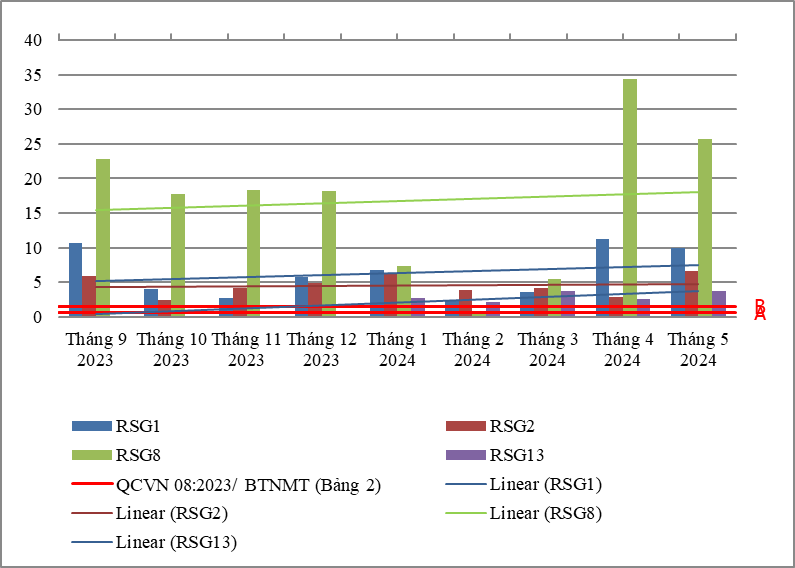 40
35
30
25
20
15
10
5
0
B
A
Tháng 9 2023
Tháng 10 2023
Tháng 11 2023
Tháng 12 2023
Tháng 1 2024
Tháng 2 2024
Tháng 3 2024
Tháng 4 2024
Tháng 5 2024
RSG1
RSG2
RSG8
RSG13
QCVN 08:2023/ BTNMT (Bảng 2)
Linear (RSG1)
Linear (RSG2)
Linear (RSG8)
Linear (RSG13)